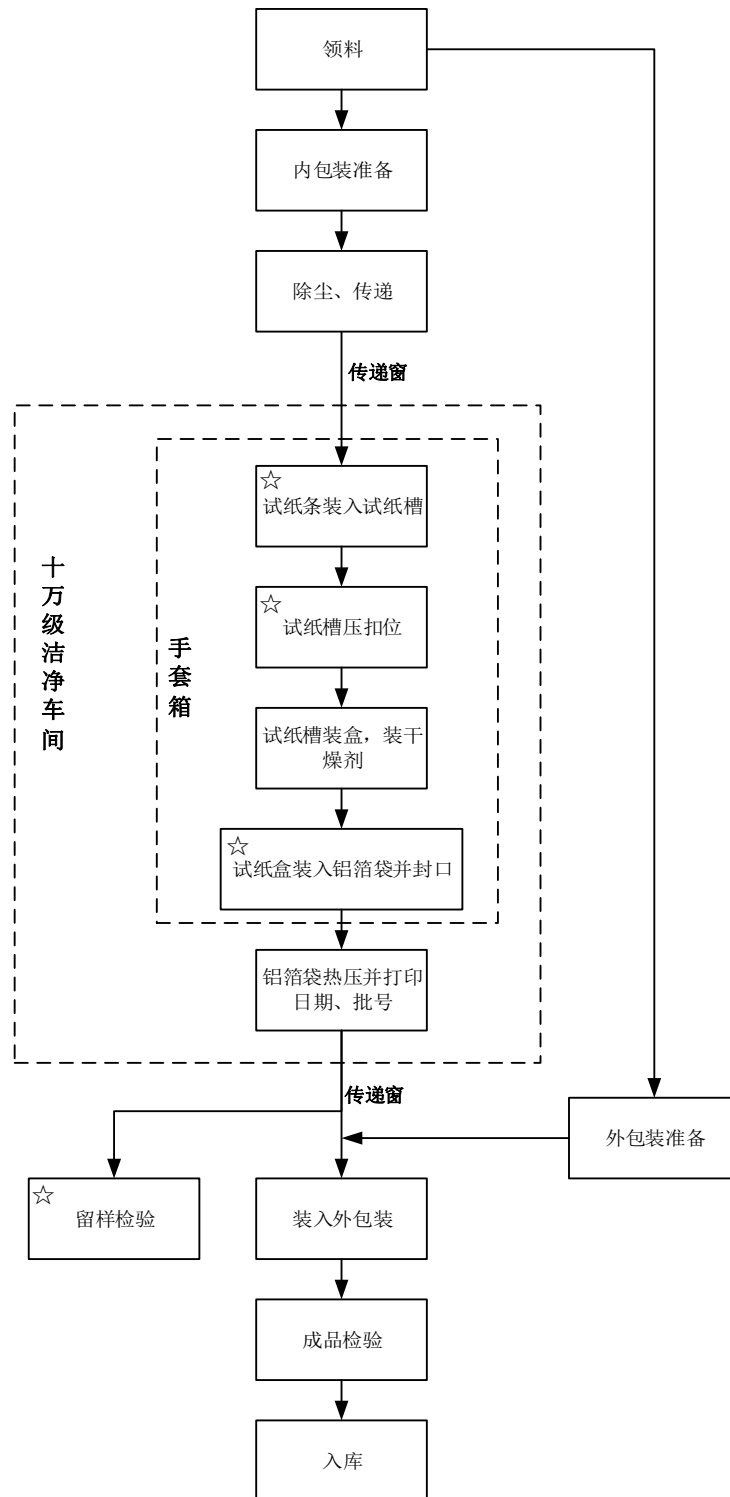 领料
内包装准备
除尘、传递
传递窗
☆
试纸条装入试纸槽
十万级洁净车间
手套箱
☆
试纸槽压扣位
试纸槽装盒，装干
燥剂
☆
试纸盒装入铝箔袋并封口
铝箔袋热压并打印
日期、批号
传递窗
外包装准备
☆
留样检验
装入外包装
成品检验
入库